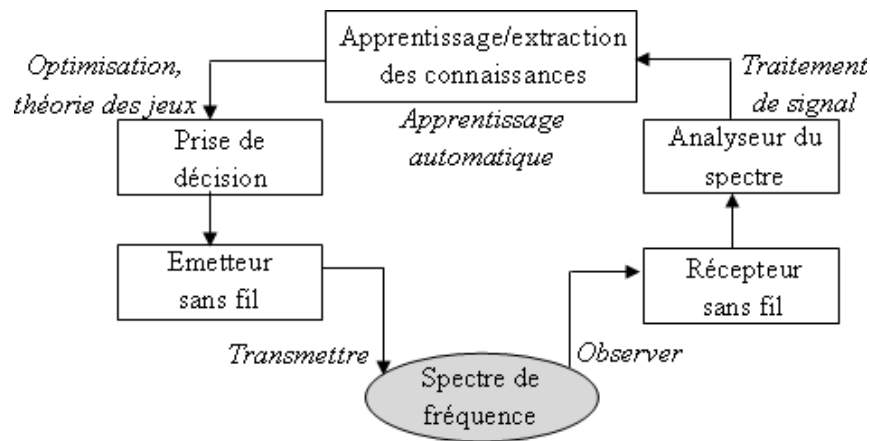 Apprentissage/extraction
des connaissances
Optimisation,
théorie des jeux
Traitement
de signal
Apprentissage
automatique
Prise de
décision
Analyseur du
spectre
Emetteur
sans fil
Récepteur
sans fil
Transmettre
Observer
Spectre de
fréquence